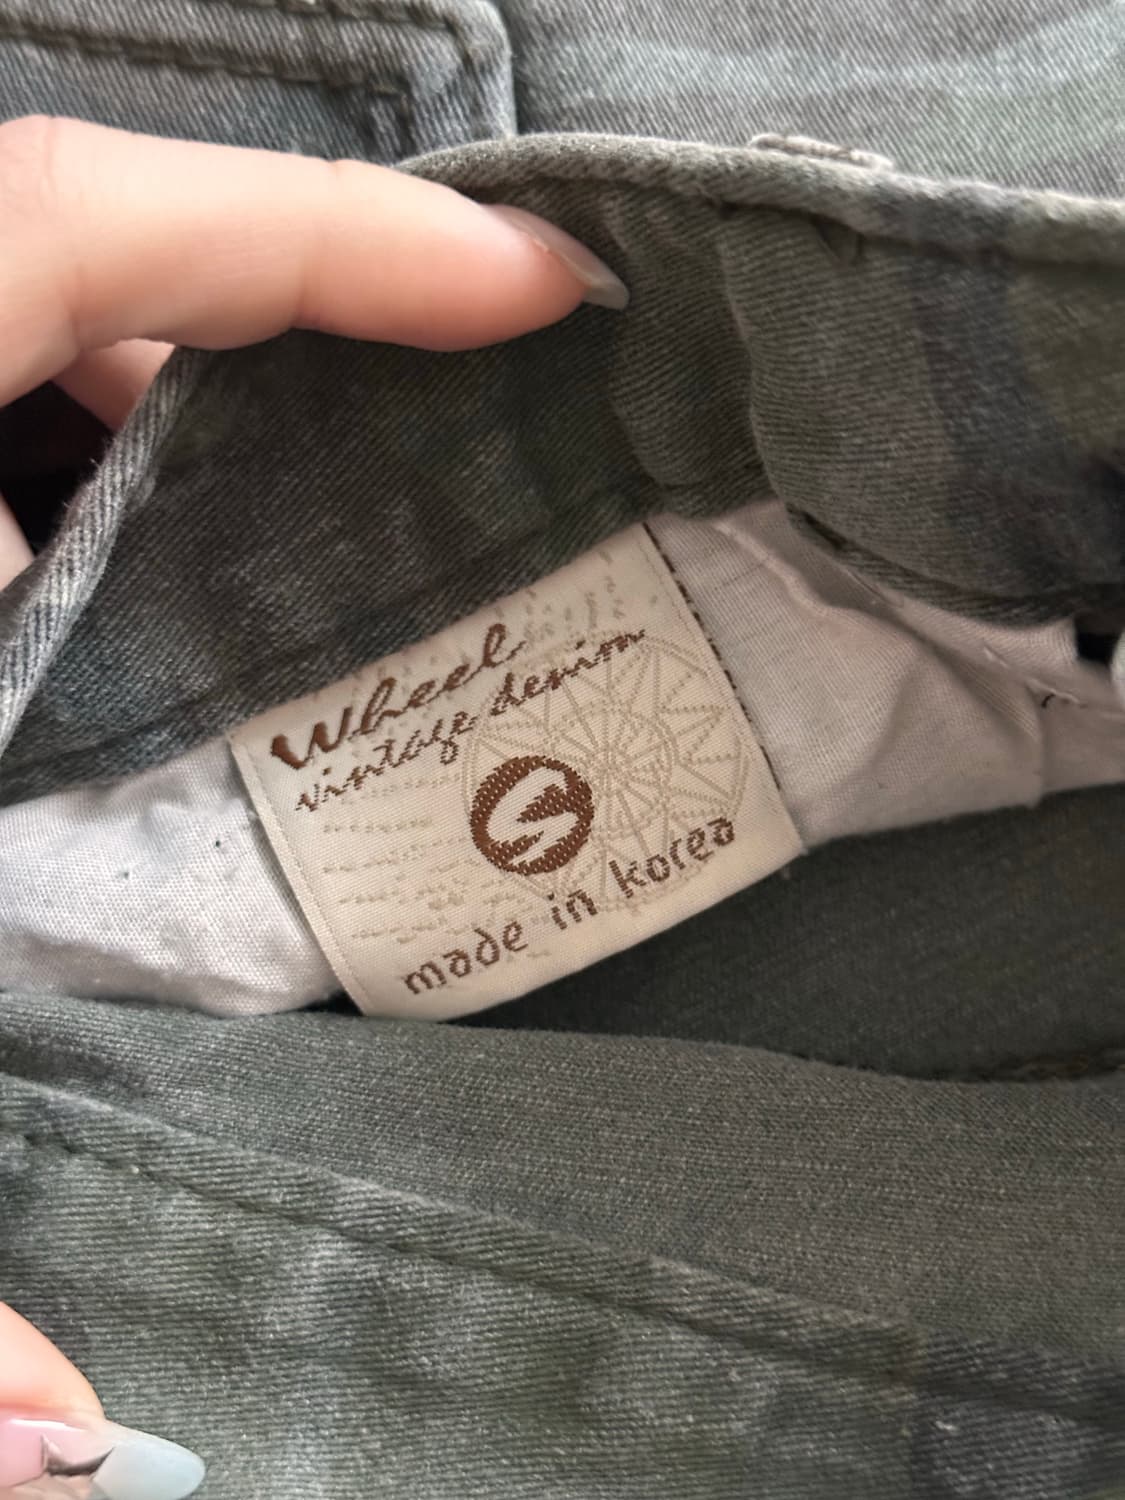 Wheel
vintage denim
S
made in korea